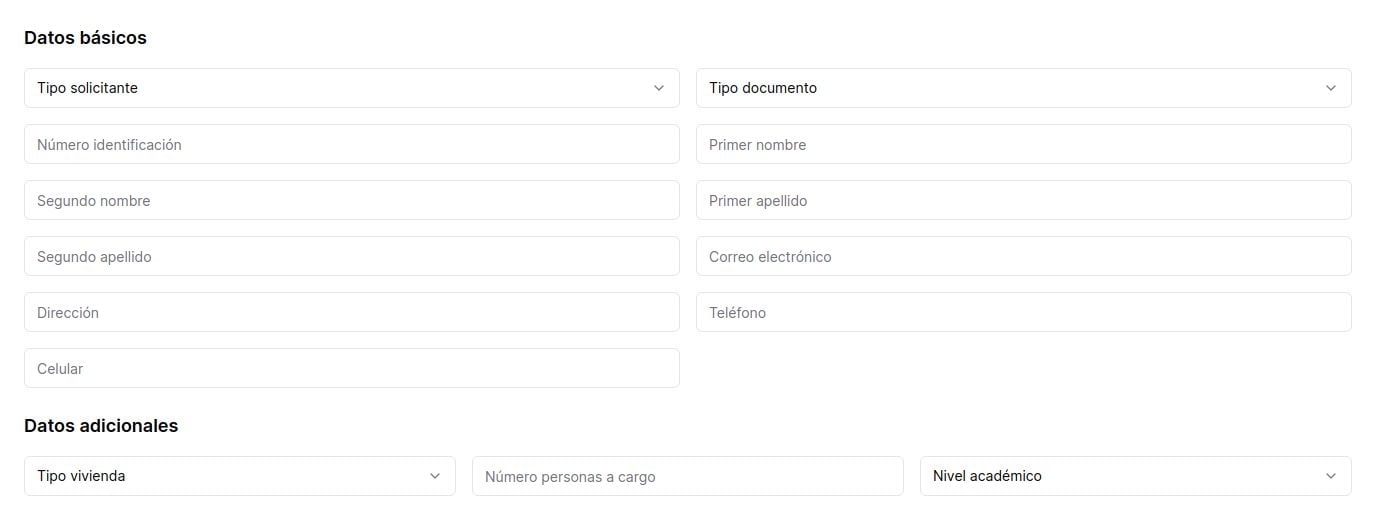 Datos básicos
Tipo solicitante
Tipo documento
Número identificación
Primer nombre
Segundo nombre
Primer apellido
Segundo apellido
Correo electrónico
Dirección
Teléfono
Celular
Datos adicionales
Tipo vivienda
Número personas a cargo
Nivel académico